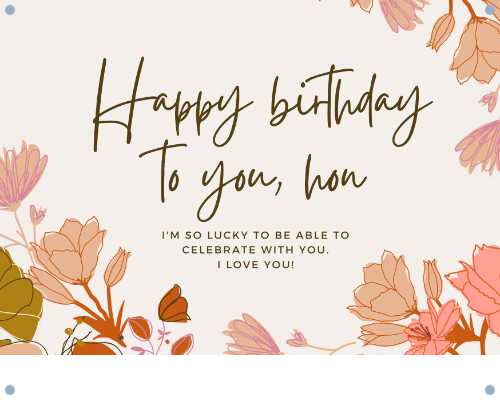 Happy birthday
to you, hon
I'M SO LUCKY TO BE ABLE TO
CELEBRATE WITH YOU.
I LOVE YOU!